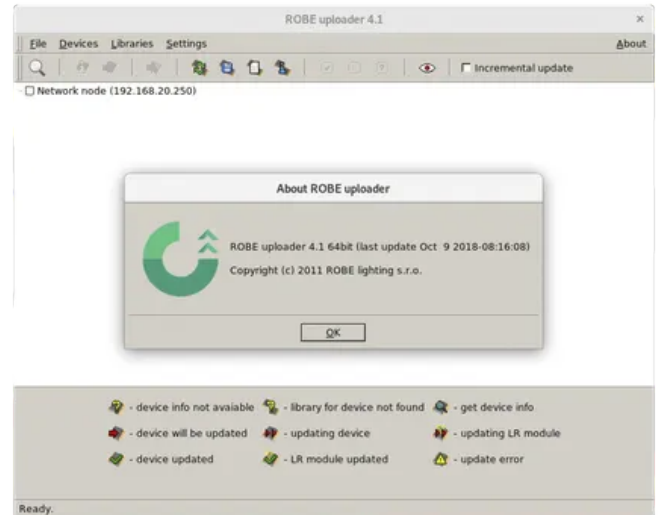 ROBE uploader 4.1
File Devices Libraries Settings About
Incremental update
Network node (192.168.20.250)
About ROBE uploader
ROBE uploader 4.1 64bit (last update Oct 9 2018-08:16:08)
Copyright (c) 2011 ROBE lighting s.r.o.
OK
- device info not avaiable - library for device not found - get device info
- device will be updated - updating device - updating LR module
- device updated - LR module updated - update error
Ready.